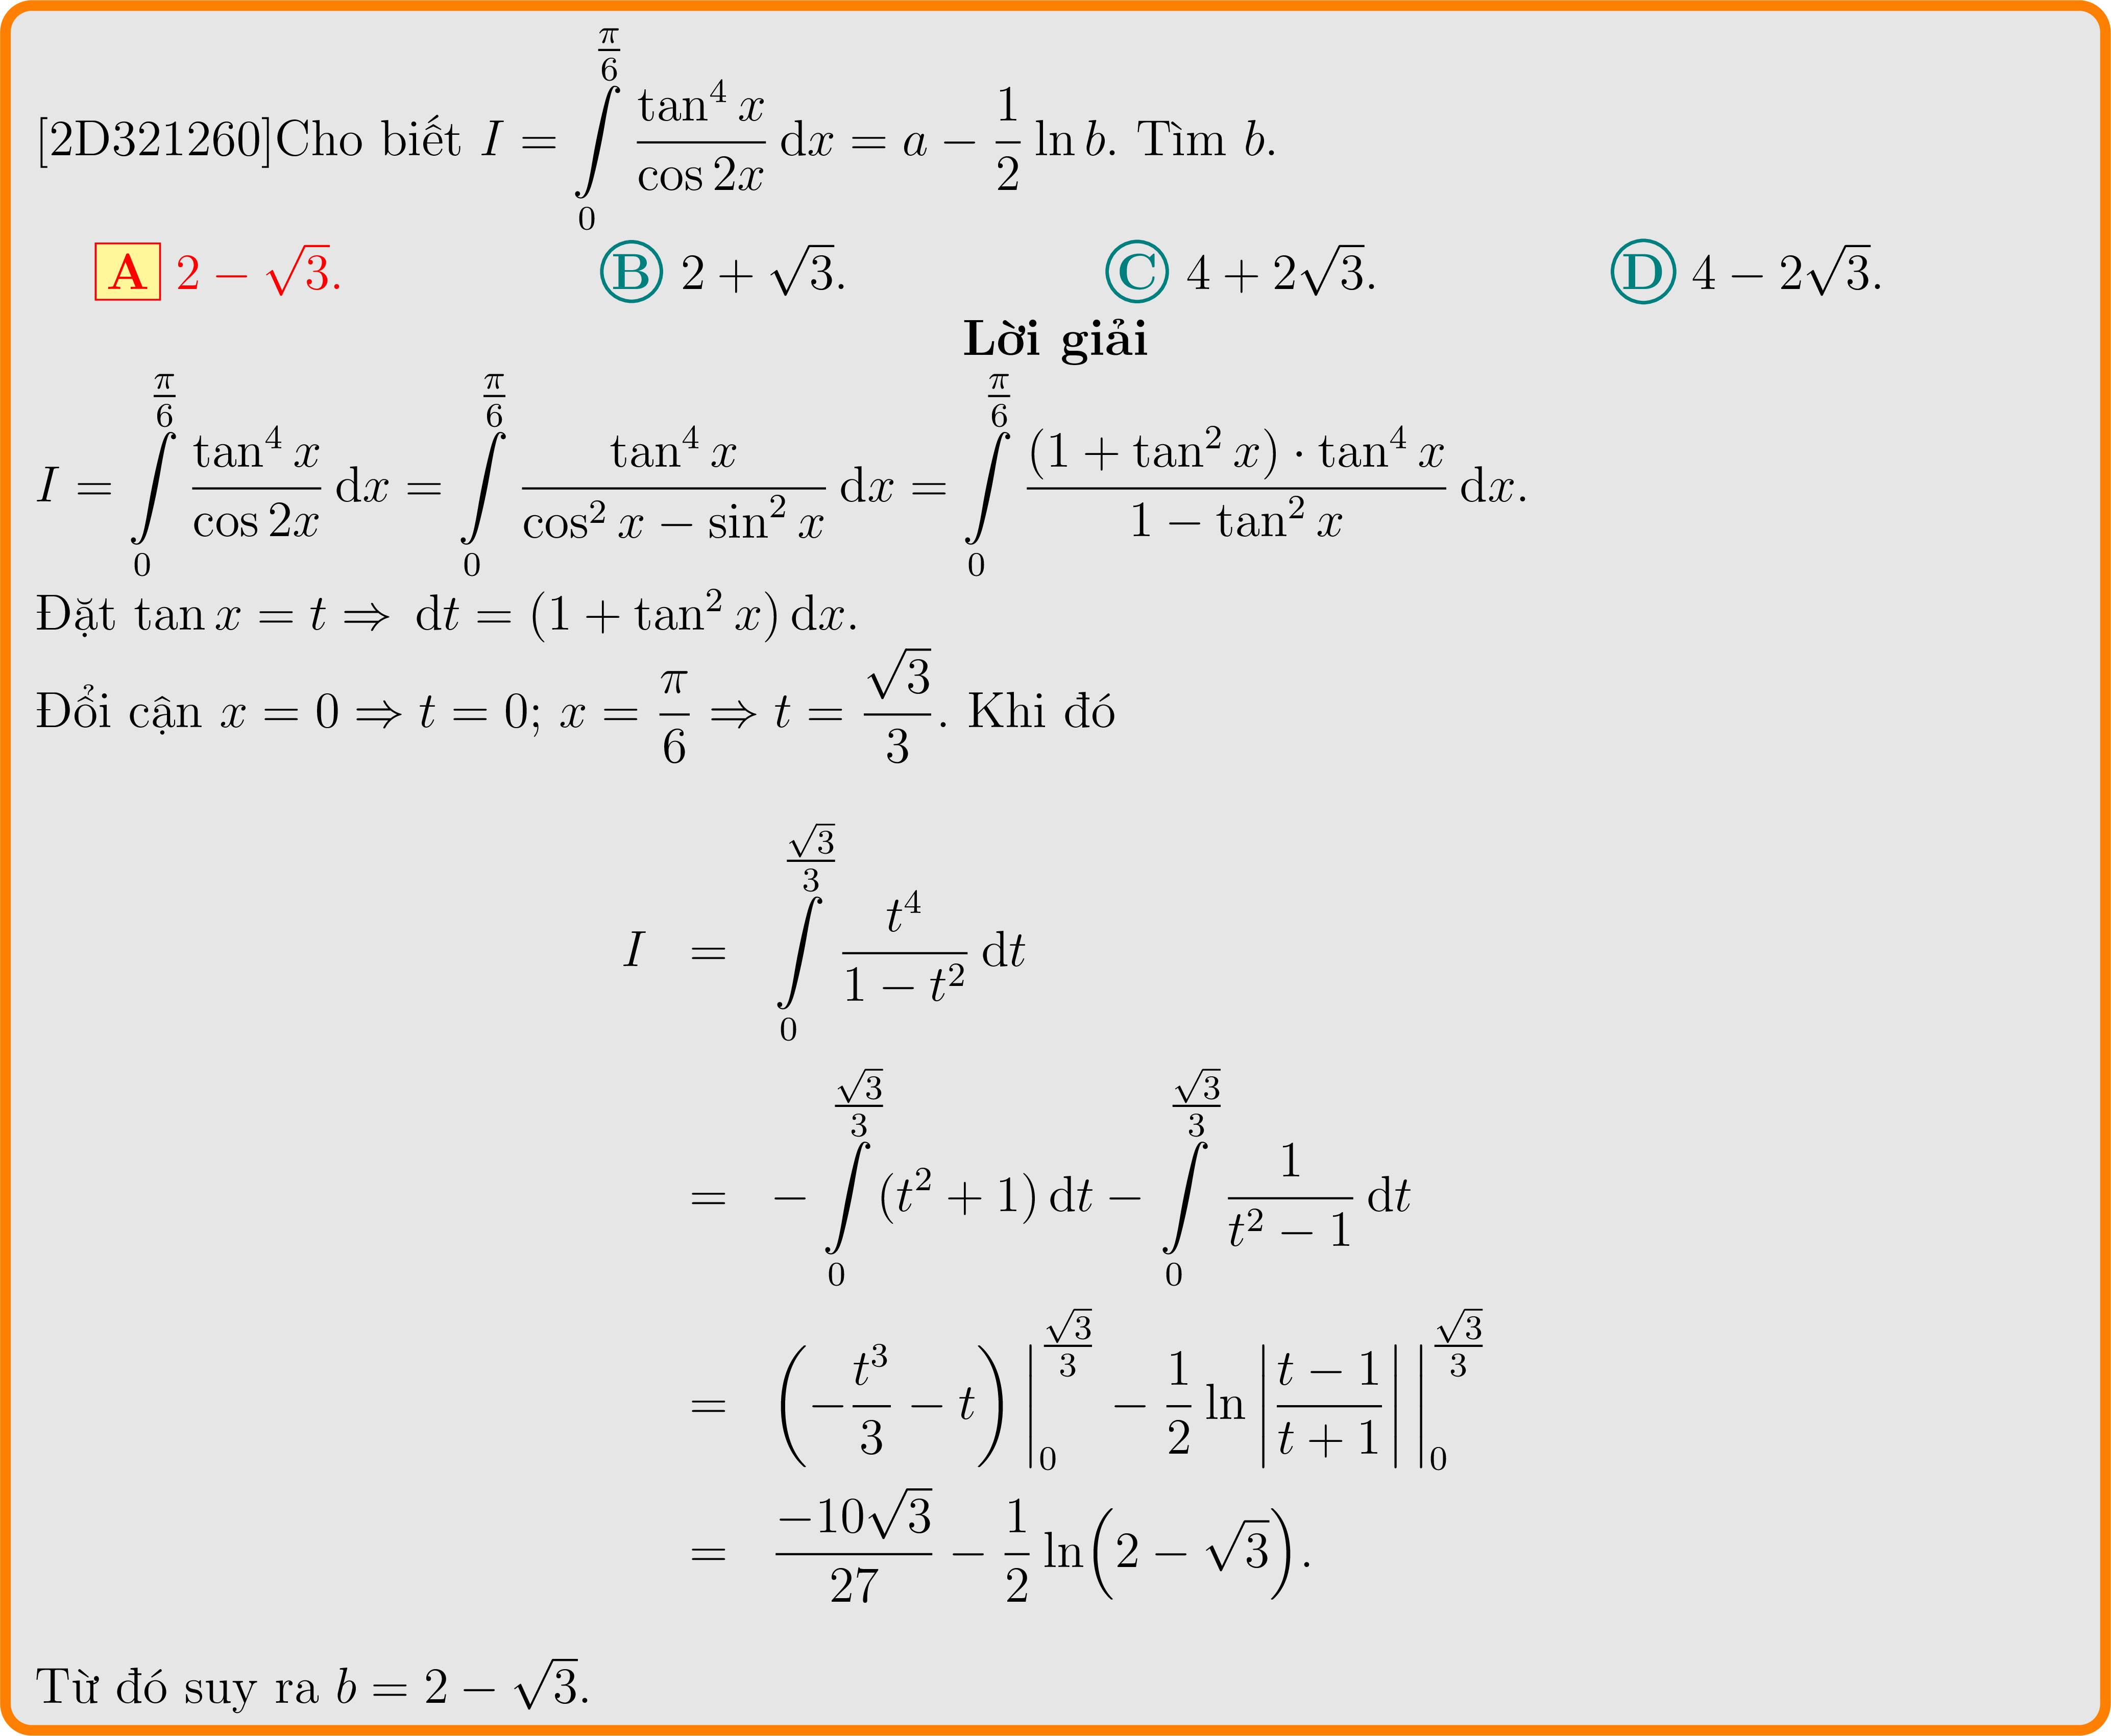 [2D321260]Cho biết $I = \int\limits_0^{\frac{\pi}{6}} \frac{\tan^4 x}{\cos 2x}\,\mathrm{d}x = a - \frac{1}{2}\ln b$. Tìm $b$.
A $2 - \sqrt{3}$. B $2 + \sqrt{3}$. C $4 + 2\sqrt{3}$. D $4 - 2\sqrt{3}$.
Lời giải
$I = \int\limits_0^{\frac{\pi}{6}} \frac{\tan^4 x}{\cos 2x}\,\mathrm{d}x = \int\limits_0^{\frac{\pi}{6}} \frac{\tan^4 x}{\cos^2 x - \sin^2 x}\,\mathrm{d}x = \int\limits_0^{\frac{\pi}{6}} \frac{(1 + \tan^2 x) \cdot \tan^4 x}{1 - \tan^2 x}\,\mathrm{d}x$.
Đặt $\tan x = t \Rightarrow \mathrm{d}t = (1 + \tan^2 x)\,\mathrm{d}x$.
Đổi cận $x = 0 \Rightarrow t = 0$; $x = \frac{\pi}{6} \Rightarrow t = \frac{\sqrt{3}}{3}$. Khi đó
$I = \int\limits_0^{\frac{\sqrt{3}}{3}} \frac{t^4}{1 - t^2}\,\mathrm{d}t$
$= -\int\limits_0^{\frac{\sqrt{3}}{3}} (t^2 + 1)\,\mathrm{d}t - \int\limits_0^{\frac{\sqrt{3}}{3}} \frac{1}{t^2 - 1}\,\mathrm{d}t$
$= \left(-\frac{t^3}{3} - t\right)\Big|_0^{\frac{\sqrt{3}}{3}} - \frac{1}{2}\ln\left|\frac{t - 1}{t + 1}\right|\Big|_0^{\frac{\sqrt{3}}{3}}$
$= \frac{-10\sqrt{3}}{27} - \frac{1}{2}\ln\left(2 - \sqrt{3}\right)$.
Từ đó suy ra $b = 2 - \sqrt{3}$.